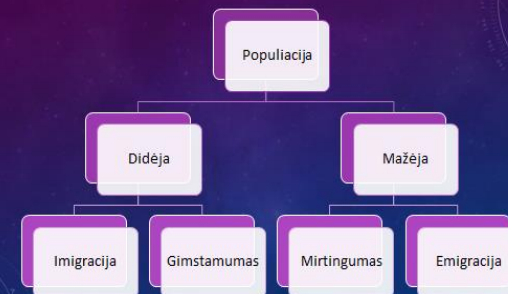 Populiacija
Didėja
Mažėja
Imigracija
Gimstamumas
Mirtingumas
Emigracija